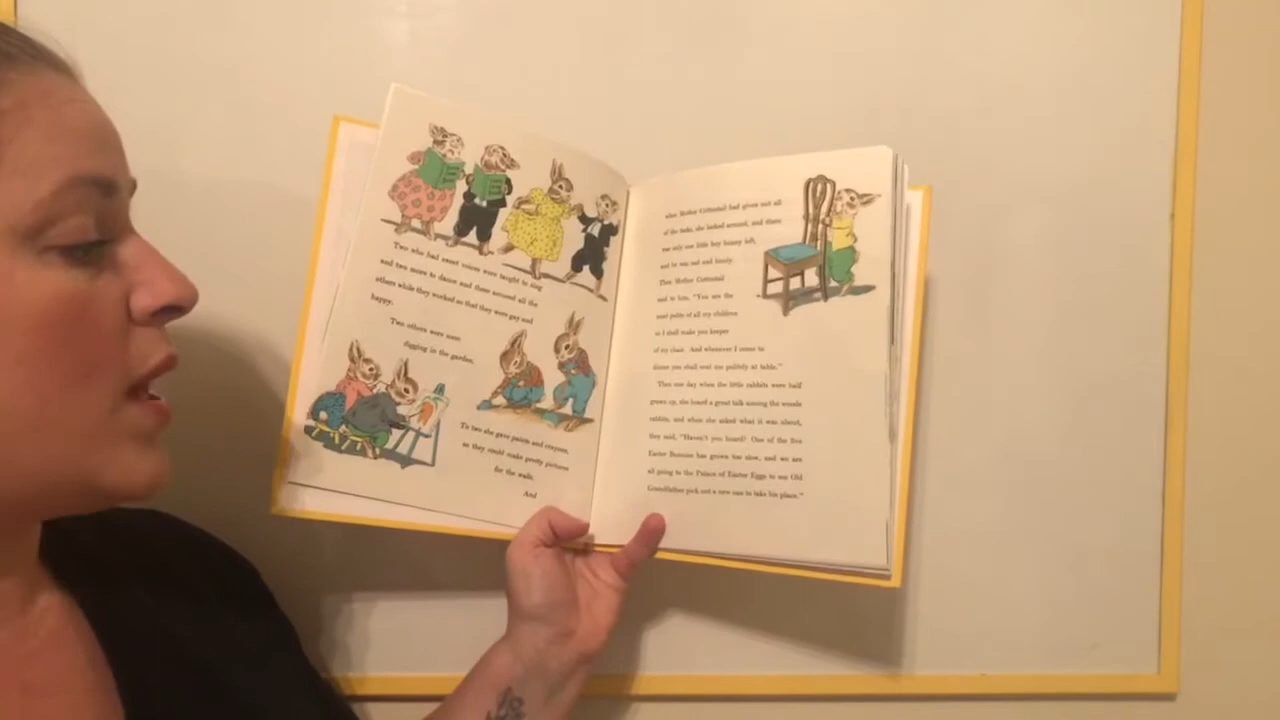 Two who had sweet voices were taught to sing
and two more to dance and these amused all the
others while they worked so that they were gay and
happy.
Two others were soon
digging in the garden.
To two she gave paints and crayons,
so they could make pretty pictures
for the walls.
And
when Mother Cottontail had given out all
of the tasks, she looked around, and there
was only one little boy bunny left,
and he was sad and lonely.
Then Mother Cottontail
said to him, "You are the
most polite of all my children
so I shall make you keeper
of my chair. And whenever I come to
dinner you shall seat me politely at table."
Then one day when the little rabbits were half
grown up, she heard a great talk among the woods
rabbits, and when she asked what it was about,
they said, "Haven't you heard? One of the five
Easter Bunnies has grown too slow, and we are
all going to the Palace of Easter Eggs to see Old
Grandfather pick out a new one to take his place."